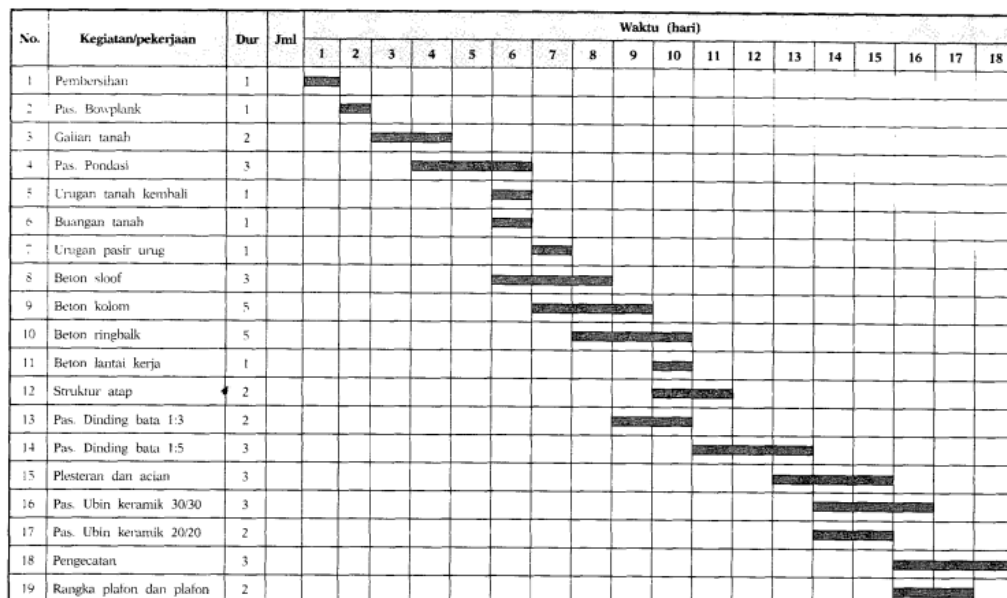 No. Kegiatan/pekerjaan Dur Jml Waktu (hari)
1 2 3 4 5 6 7 8 9 10 11 12 13 14 15 16 17 18
1 Pembersihan 1
2 Pas. Bowplank 1
3 Galian tanah 2
4 Pas. Pondasi 3
5 Urugan tanah kembali 1
6 Buangan tanah 1
7 Urugan pasir urug 1
8 Beton sloof 3
9 Beton kolom 5
10 Beton ringbalk 5
11 Beton lantai kerja 1
12 Struktur atap 2
13 Pas. Dinding bata 1:3 2
14 Pas. Dinding bata 1:5 3
15 Plesteran dan acian 3
16 Pas. Ubin keramik 30/30 3
17 Pas. Ubin keramik 20/20 2
18 Pengecatan 3
19 Rangka plafon dan plafon 2